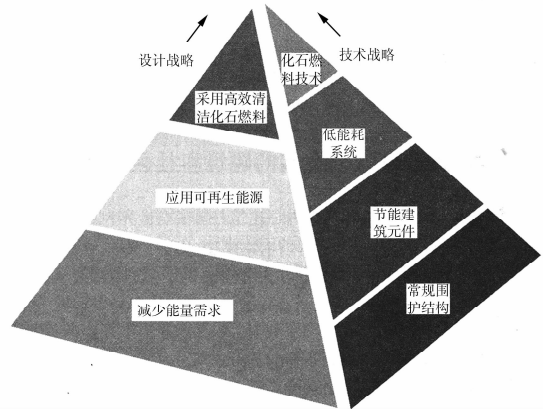 设计战略
技术战略
化石燃
料技术
采用高效清
洁化石燃料
低能耗
系统
应用可再生能源
节能建
筑元件
常规围
护结构
减少能量需求